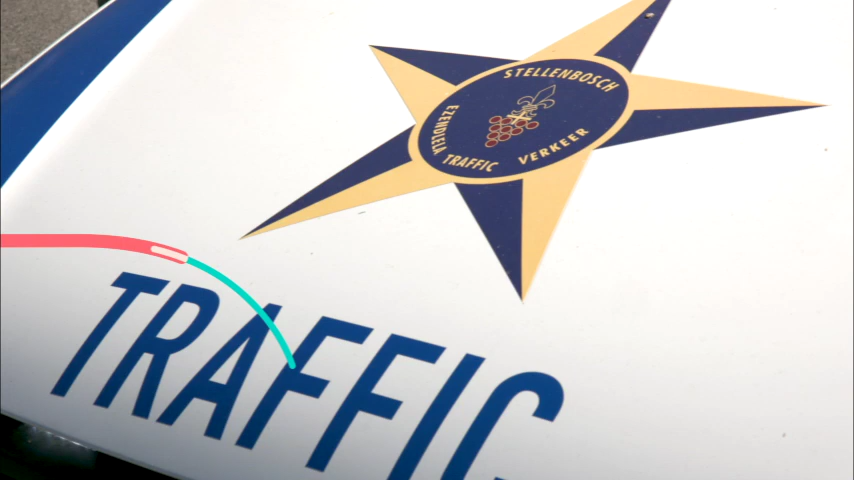 STELLENBOSCH
EZENDLELA TRAFFIC VERKEER
TRAFFIC